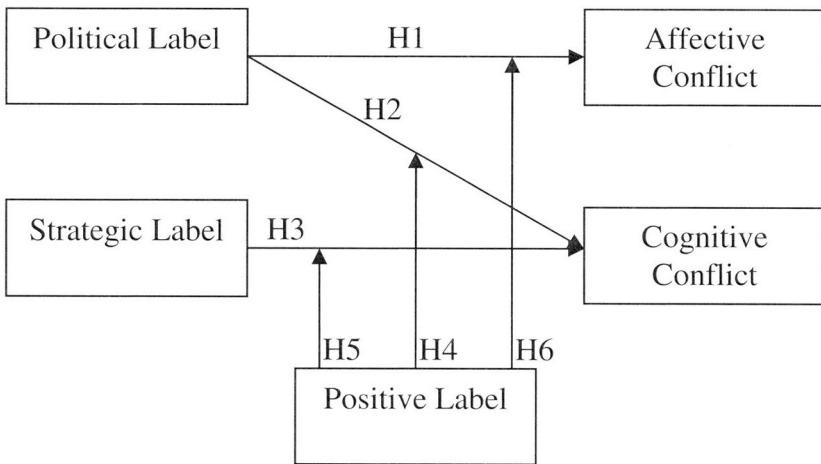 Political Label
H1
Affective
Conflict
H2
Strategic Label
H3
Cognitive
Conflict
H5
H4
H6
Positive Label